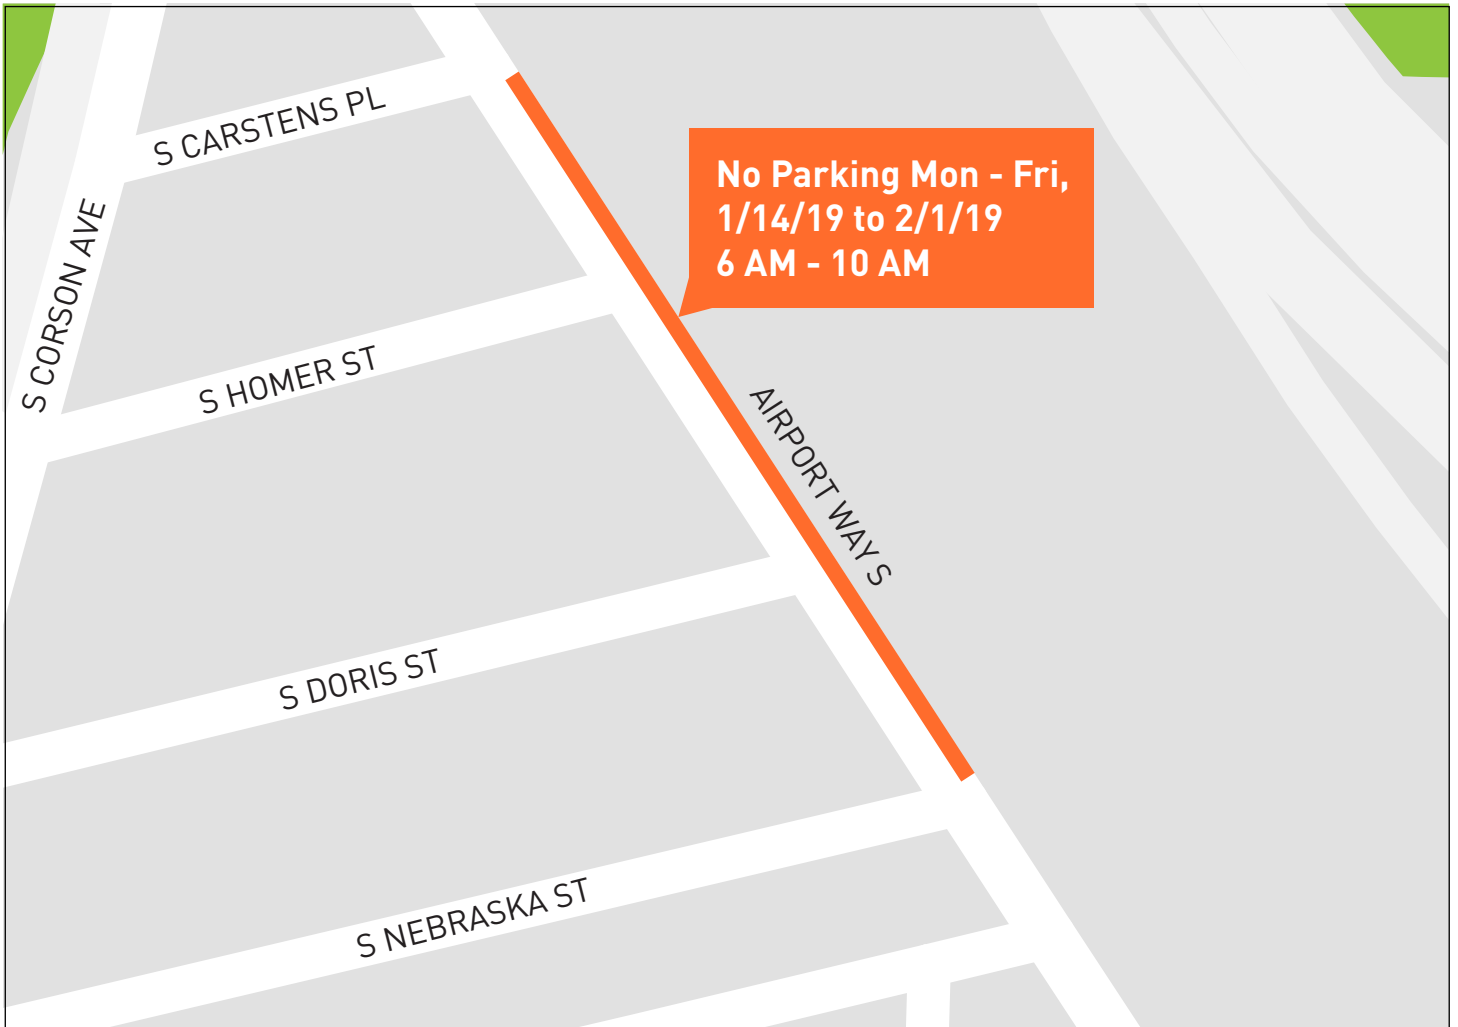 S CARSTENS PL
No Parking Mon - Fri,
1/14/19 to 2/1/19
6 AM - 10 AM
S CORSON AVE
S HOMER ST
AIRPORT WAY S
S DORIS ST
S NEBRASKA ST